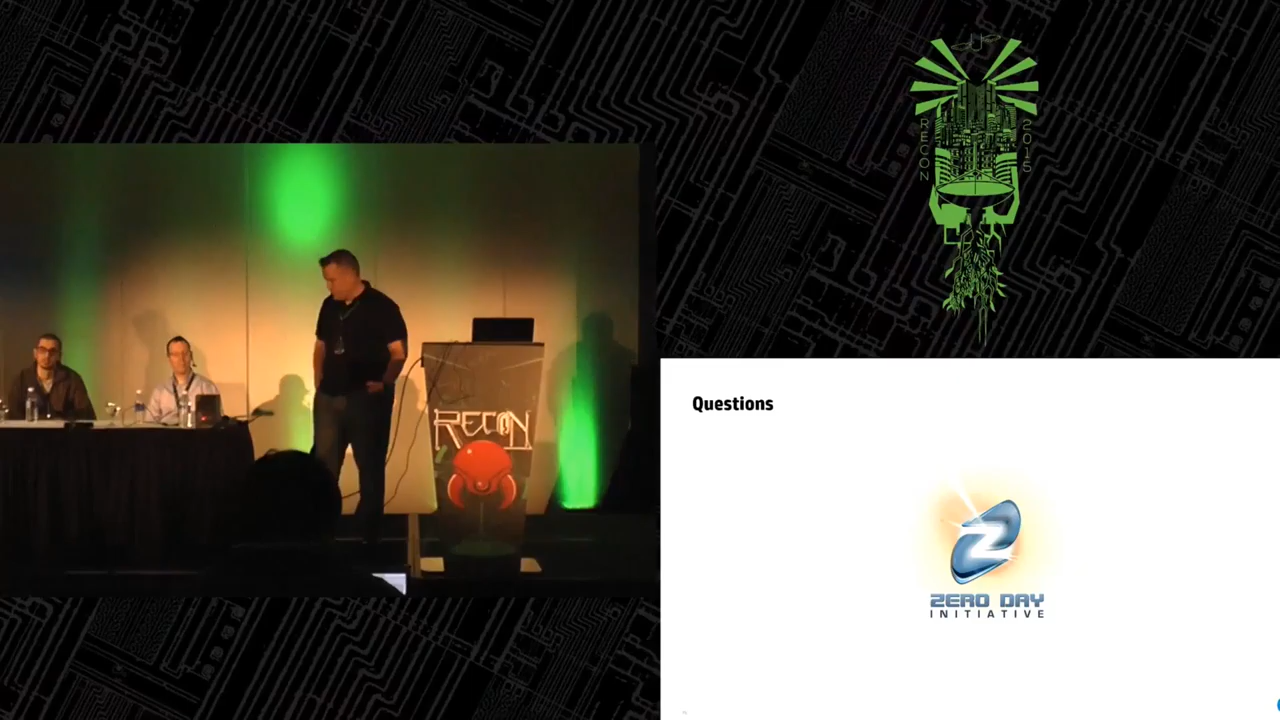 RECON
2015
RECON
Questions
ZERO DAY
INITIATIVE